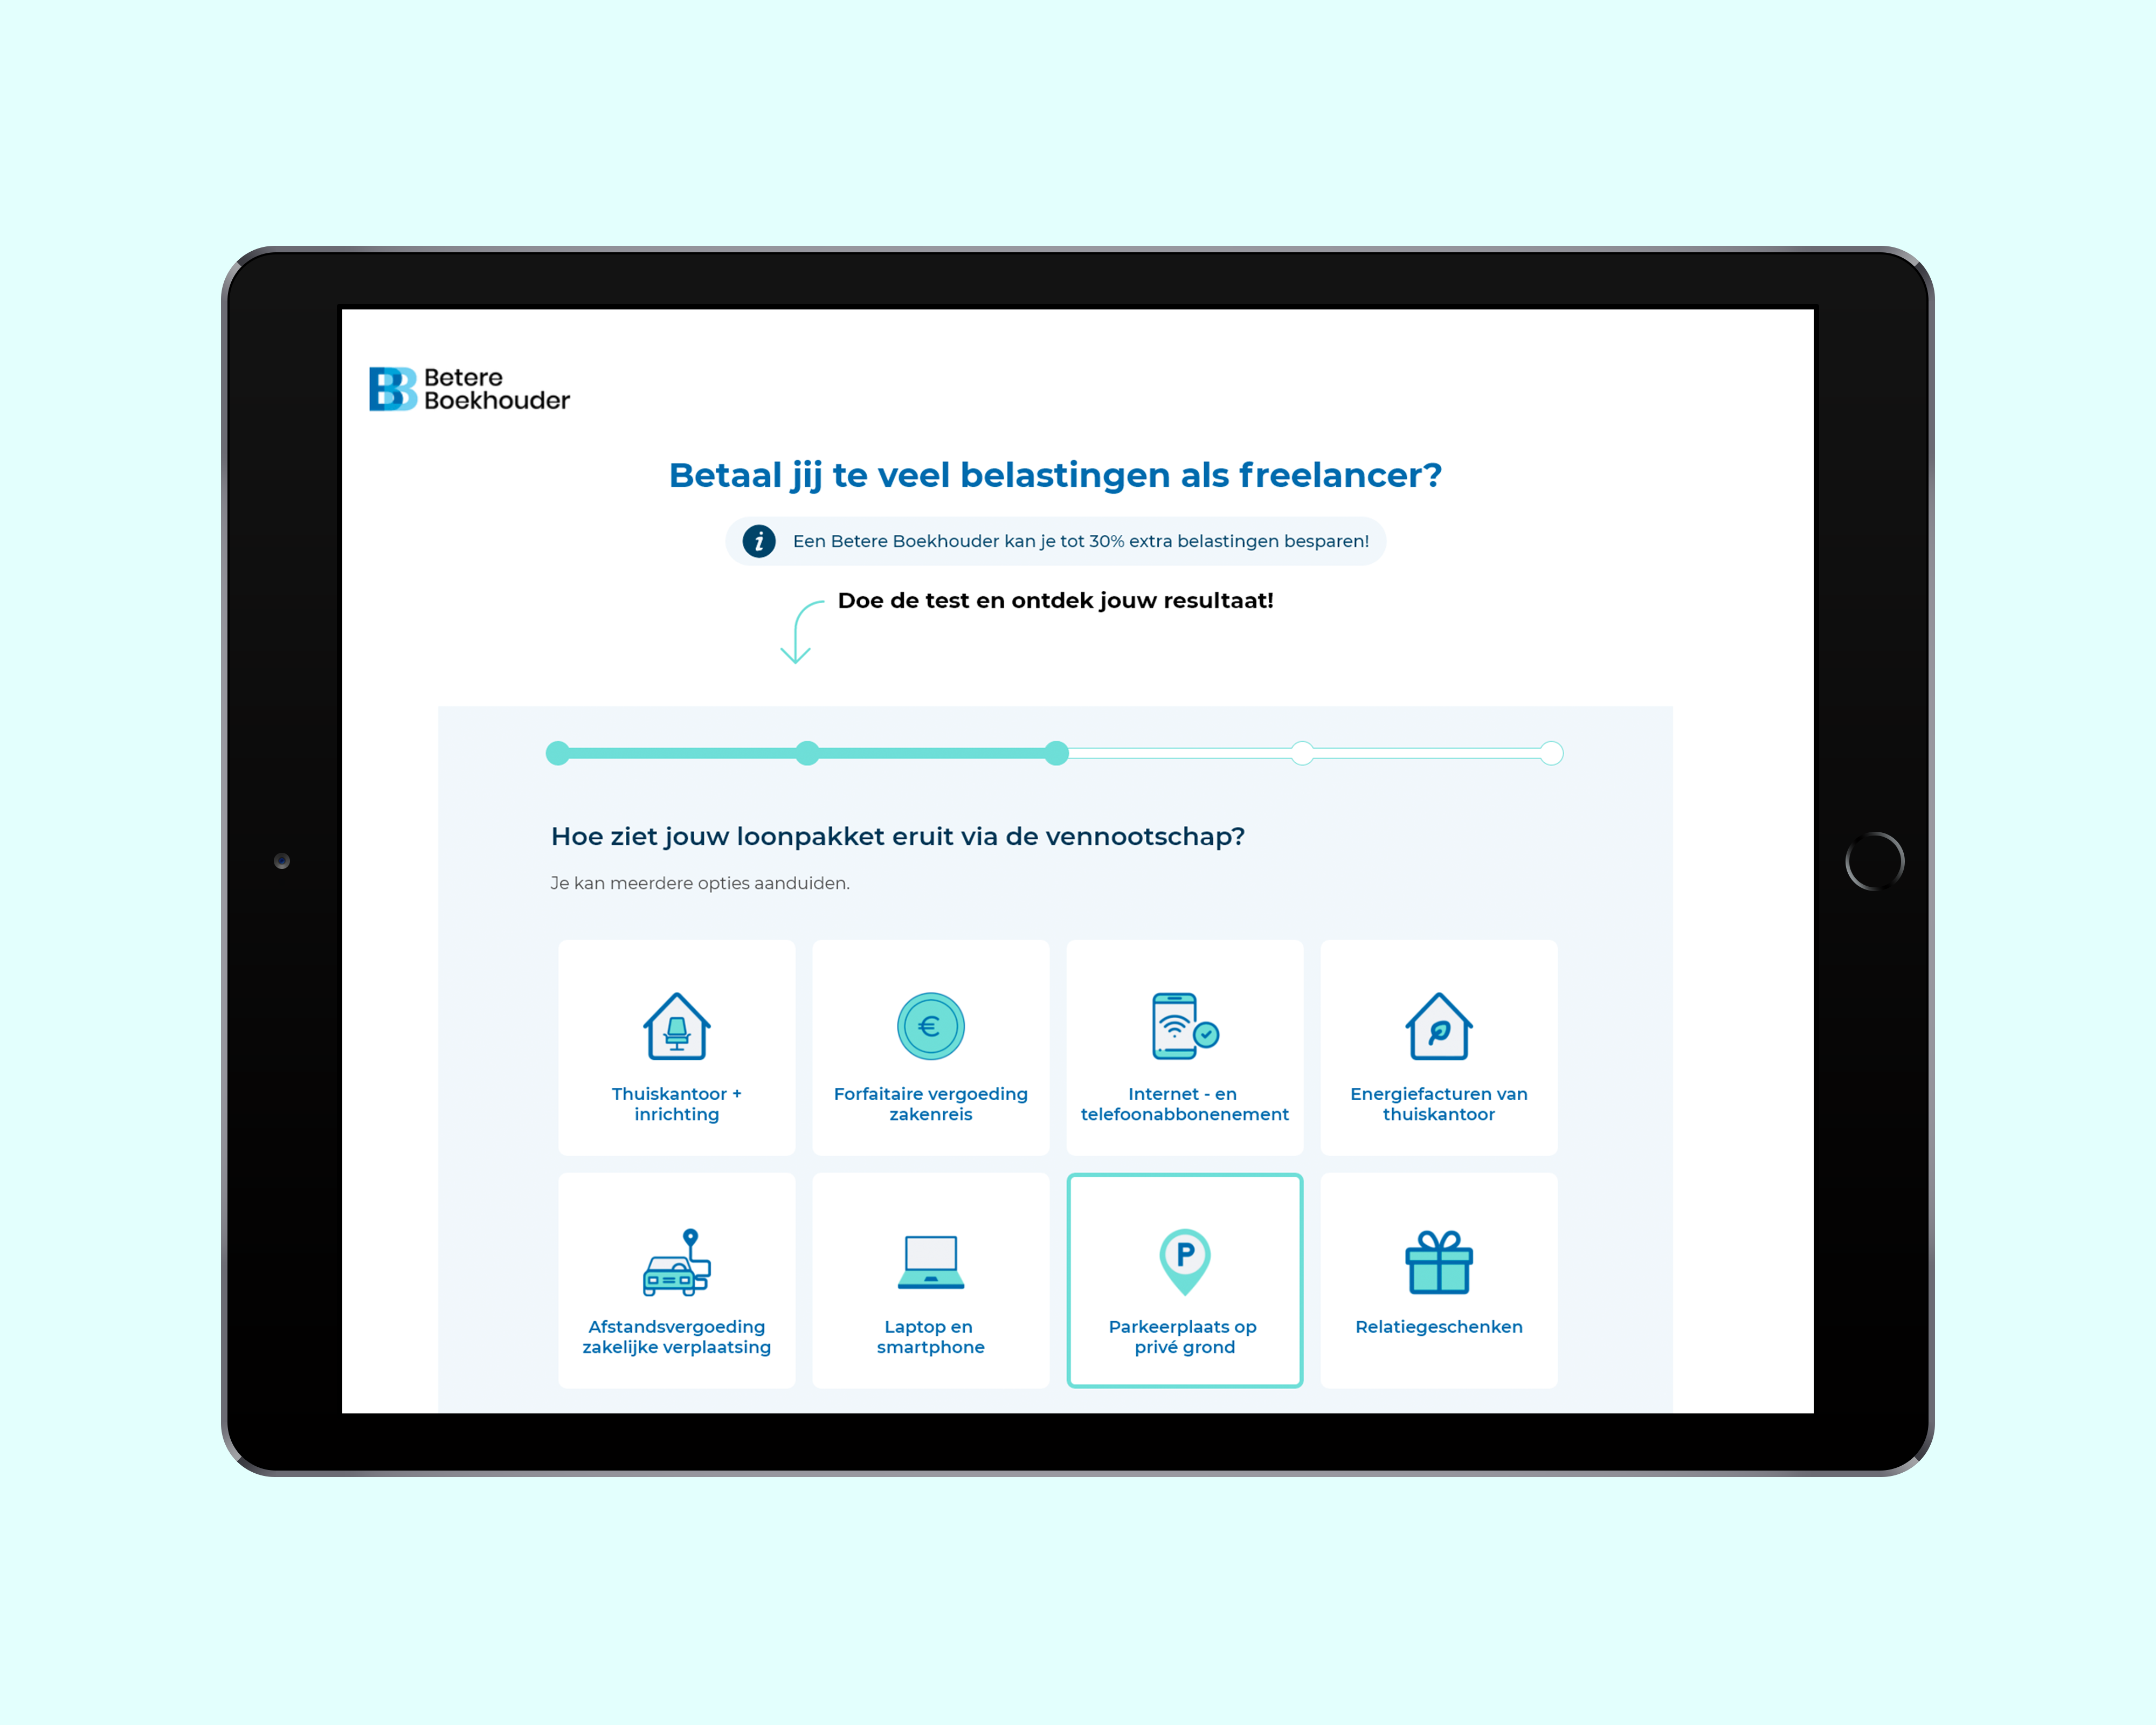 Betere
Boekhouder
Betaal jij te veel belastingen als freelancer?
i Een Betere Boekhouder kan je tot 30% extra belastingen besparen!
Doe de test en ontdek jouw resultaat!
Hoe ziet jouw loonpakket eruit via de vennootschap?
Je kan meerdere opties aanduiden.
Thuiskantoor +
inrichting
€
Forfaitaire vergoeding
zakenreis
Internet - en
telefoonabbonenement
Energiefacturen van
thuiskantoor
Afstandsvergoeding
zakelijke verplaatsing
Laptop en
smartphone
P
Parkeerplaats op
privé grond
Relatiegeschenken